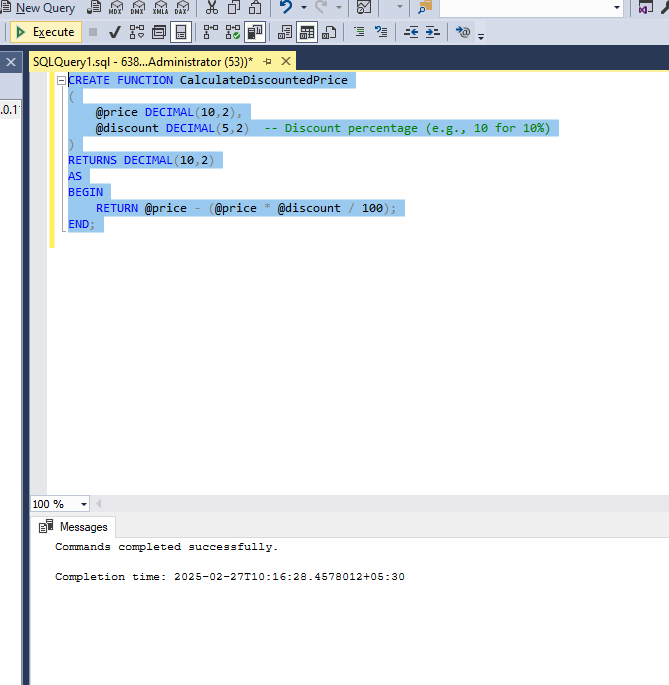 New Query
MDX
DMX
XMLA
DAX
Execute
SQLQuery1.sql - 638...Administrator (53))*
.0.1
CREATE FUNCTION CalculateDiscountedPrice
(
@price DECIMAL(10,2),
@discount DECIMAL(5,2)  -- Discount percentage (e.g., 10 for 10%)
)
RETURNS DECIMAL(10,2)
AS
BEGIN
RETURN @price - (@price * @discount / 100);
END;
100 %
Messages
Commands completed successfully.
Completion time: 2025-02-27T10:16:28.4578012+05:30